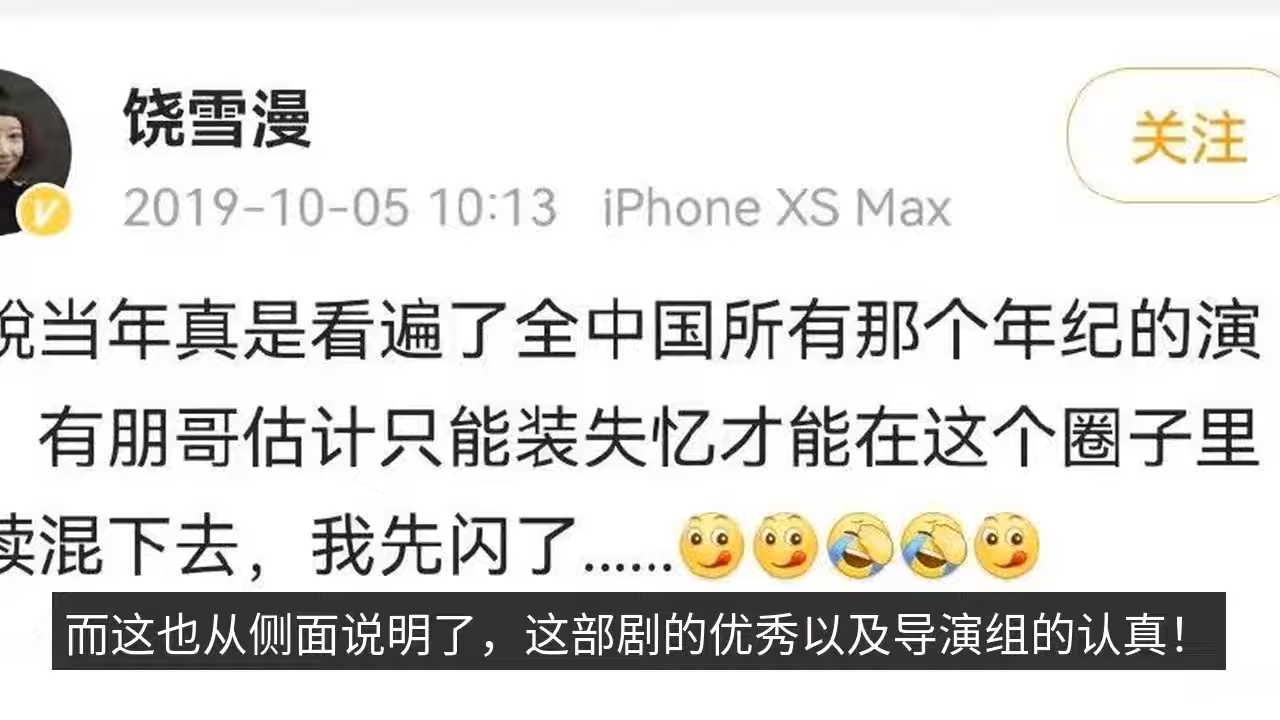 饶雪漫
关注
2019-10-05 10:13 iPhone XS Max
说当年真是看遍了全中国所有那个年纪的演
有朋哥估计只能装失忆才能在这个圈子里
续混下去，我先闪了......
而这也从侧面说明了，这部剧的优秀以及导演组的认真！